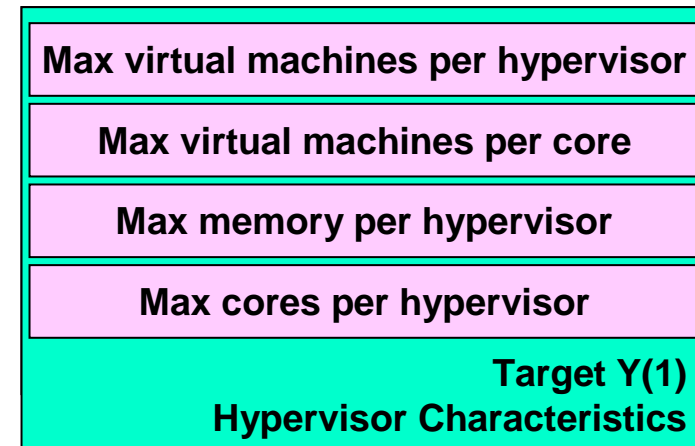 Max virtual machines per hypervisor
Max virtual machines per core
Max memory per hypervisor
Max cores per hypervisor
Target Y(1)
Hypervisor Characteristics